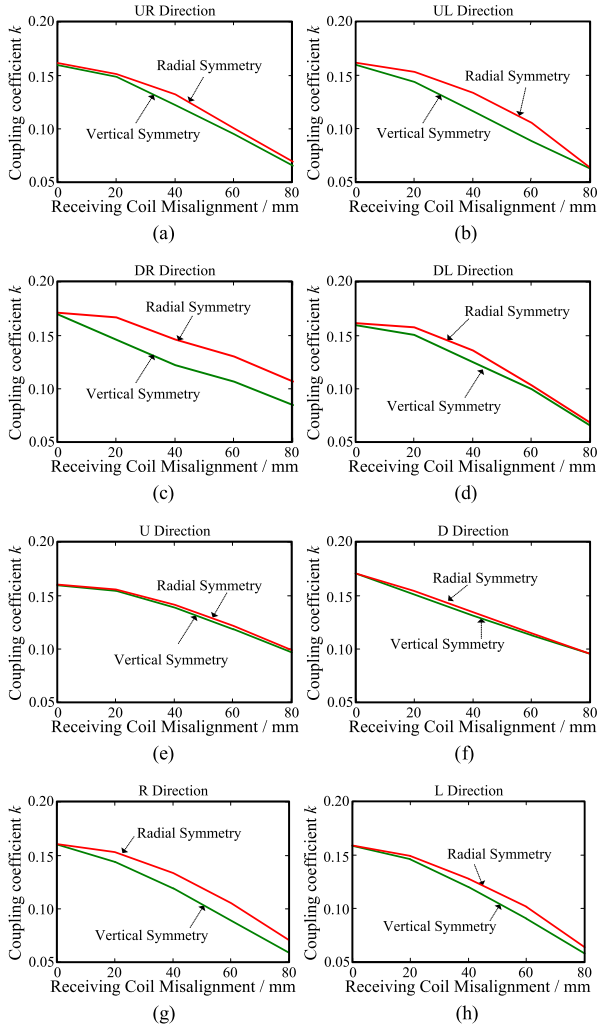 UR Direction
Coupling coefficient k
0.20
0.15
0.10
0.05
Radial Symmetry
Vertical Symmetry
0 20 40 60 80
Receiving Coil Misalignment / mm
(a)
UL Direction
Coupling coefficient k
0.20
0.15
0.10
0.05
Radial Symmetry
Vertical Symmetry
0 20 40 60 80
Receiving Coil Misalignment / mm
(b)
DR Direction
Coupling coefficient k
0.20
0.15
0.10
0.05
Radial Symmetry
Vertical Symmetry
0 20 40 60 80
Receiving Coil Misalignment / mm
(c)
DL Direction
Coupling coefficient k
0.20
0.15
0.10
0.05
Radial Symmetry
Vertical Symmetry
0 20 40 60 80
Receiving Coil Misalignment / mm
(d)
U Direction
Coupling coefficient k
0.20
0.15
0.10
0.05
Radial Symmetry
Vertical Symmetry
0 20 40 60 80
Receiving Coil Misalignment / mm
(e)
D Direction
Coupling coefficient k
0.20
0.15
0.10
0.05
Radial Symmetry
Vertical Symmetry
0 20 40 60 80
Receiving Coil Misalignment / mm
(f)
R Direction
Coupling coefficient k
0.20
0.15
0.10
0.05
Radial Symmetry
Vertical Symmetry
0 20 40 60 80
Receiving Coil Misalignment / mm
(g)
L Direction
Coupling coefficient k
0.20
0.15
0.10
0.05
Radial Symmetry
Vertical Symmetry
0 20 40 60 80
Receiving Coil Misalignment / mm
(h)